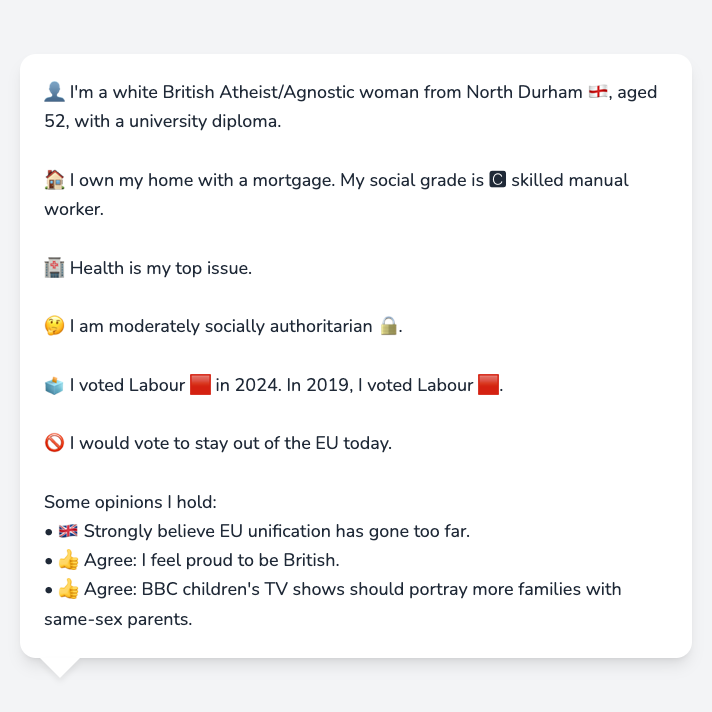 👤 I'm a white British Atheist/Agnostic woman from North Durham 🏴󠁧󠁢󠁥󠁮󠁧󠁿, aged
52, with a university diploma.
🏠 I own my home with a mortgage. My social grade is 🅲 skilled manual
worker.
🏥 Health is my top issue.
🤔 I am moderately socially authoritarian 🔒.
🗳️ I voted Labour 🟥 in 2024. In 2019, I voted Labour 🟥.
🚫 I would vote to stay out of the EU today.
Some opinions I hold:
• 🇬🇧 Strongly believe EU unification has gone too far.
• 👍 Agree: I feel proud to be British.
• 👍 Agree: BBC children's TV shows should portray more families with
same-sex parents.